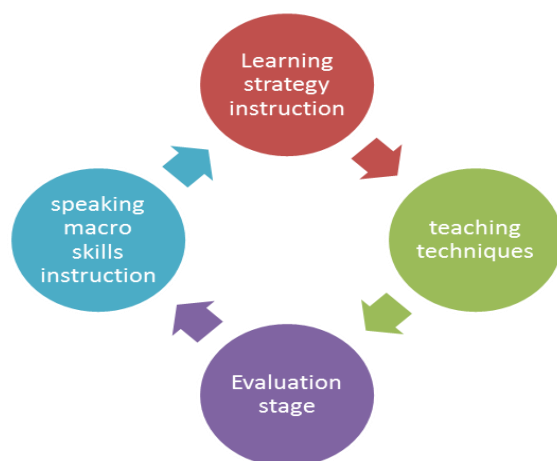 Learning
strategy
instruction
teaching
techniques
Evaluation
stage
speaking
macro
skills
instruction